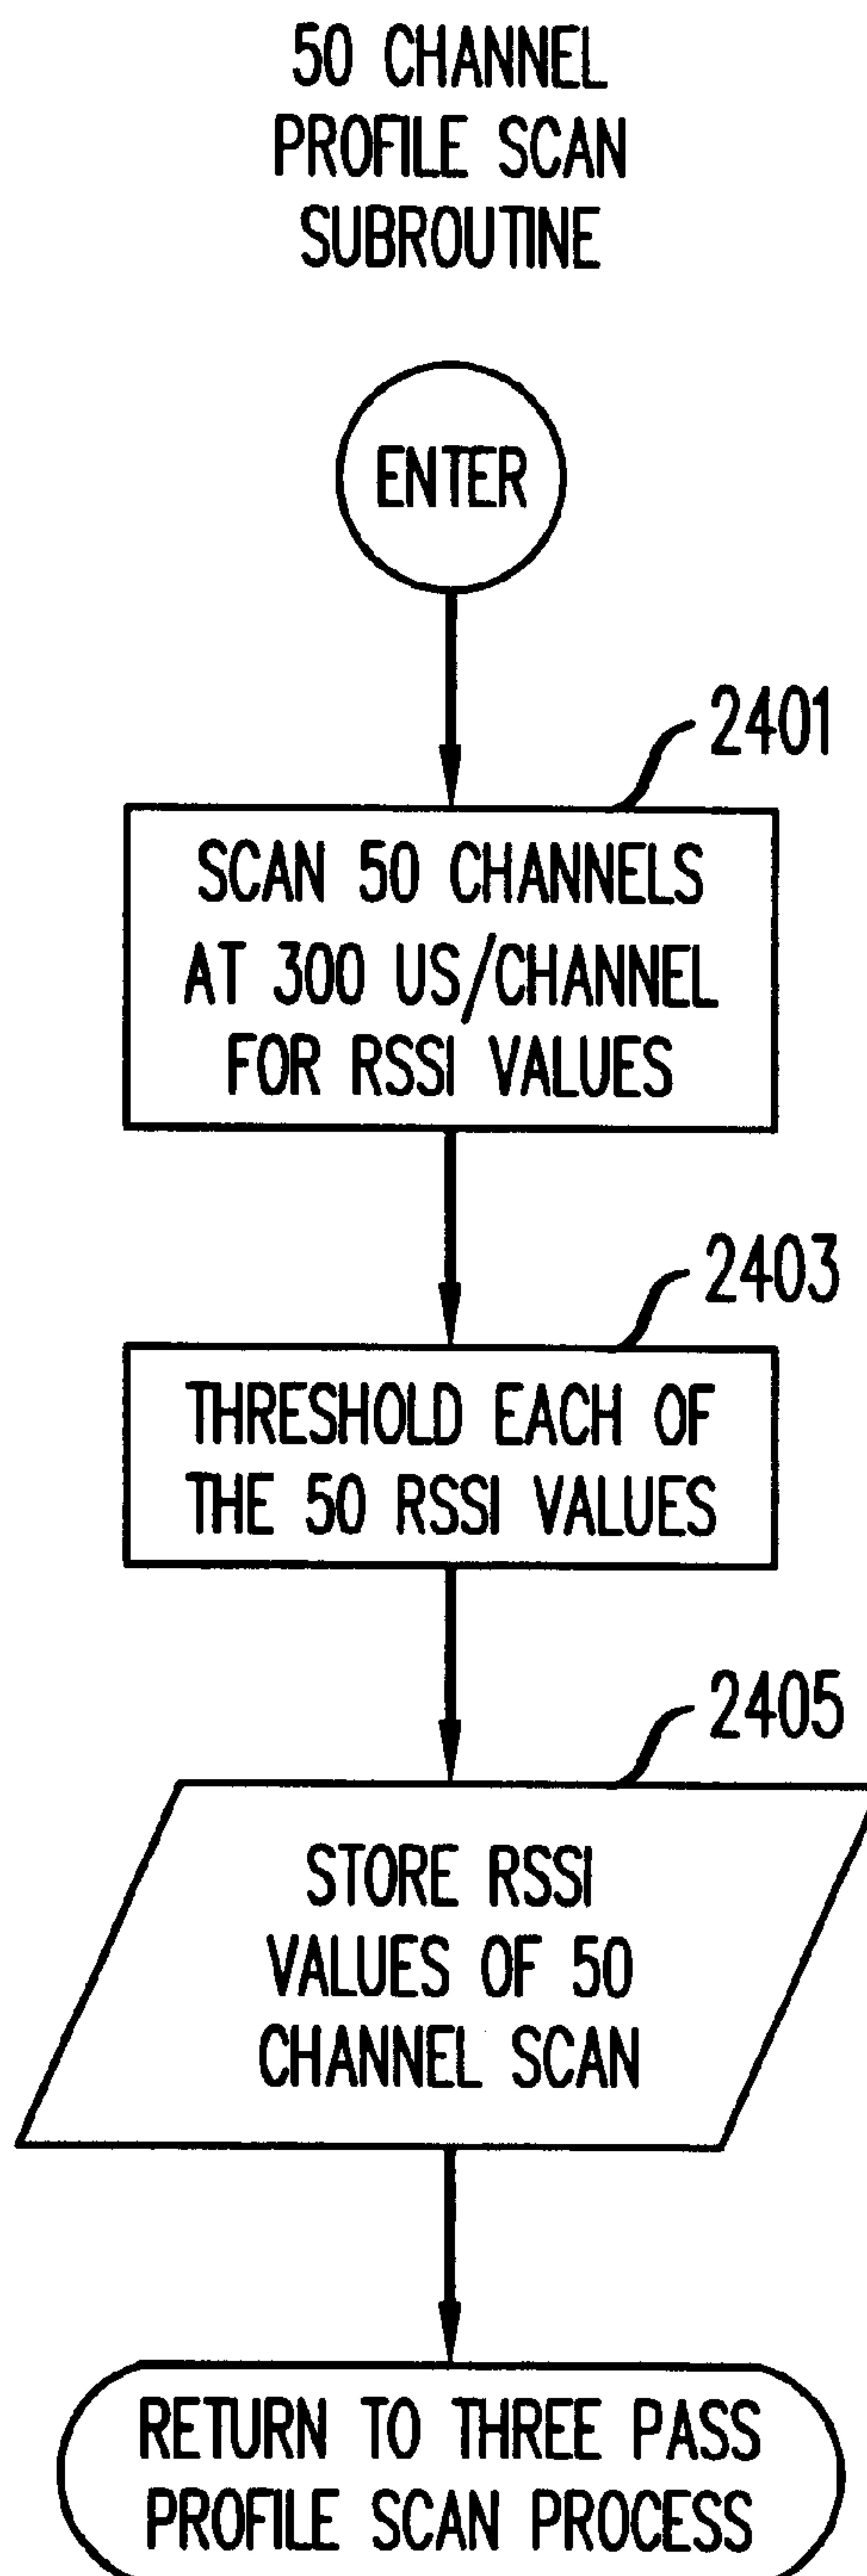 50 CHANNEL
PROFILE SCAN
SUBROUTINE
ENTER
2401
SCAN 50 CHANNELS
AT 300 US/CHANNEL
FOR RSSI VALUES
2403
THRESHOLD EACH OF
THE 50 RSSI VALUES
2405
STORE RSSI
VALUES OF 50
CHANNEL SCAN
RETURN TO THREE PASS
PROFILE SCAN PROCESS